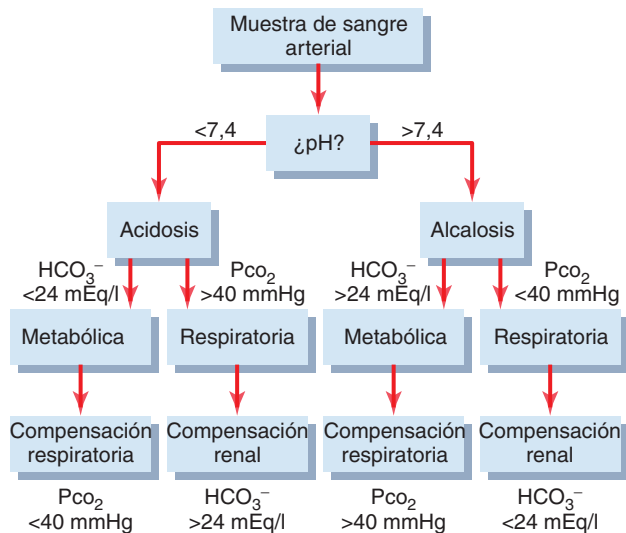 Muestra de sangre
arterial
<7,4
¿pH?
>7,4
Acidosis
Alcalosis
HCO₃⁻
<24 mEq/l
Pco₂
>40 mmHg
HCO₃⁻
>24 mEq/l
Pco₂
<40 mmHg
Metabólica
Respiratoria
Metabólica
Respiratoria
Compensación
respiratoria
Compensación
renal
Compensación
respiratoria
Compensación
renal
Pco₂
<40 mmHg
HCO₃⁻
>24 mEq/l
Pco₂
>40 mmHg
HCO₃⁻
<24 mEq/l